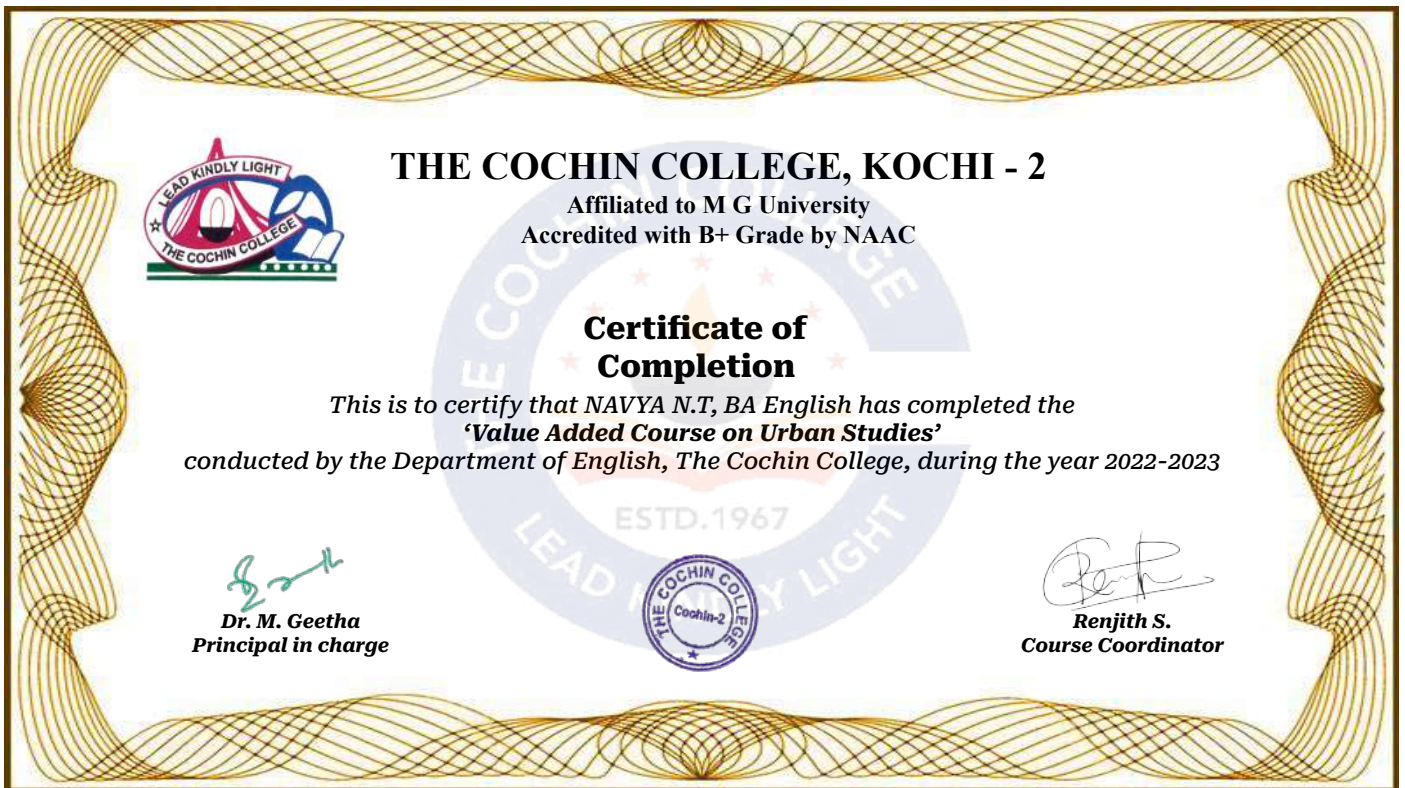 LEAD KINDLY LIGHT
THE COCHIN COLLEGE
THE COCHIN COLLEGE, KOCHI - 2
Affiliated to M G University
Accredited with B+ Grade by NAAC
THE COCHIN COLLEGE
Certificate of
Completion
This is to certify that NAVYA N.T, BA English has completed the
‘Value Added Course on Urban Studies’
conducted by the Department of English, The Cochin College, during the year 2022-2023
ESTD.1967
LEAD KINDLY LIGHT
Dr. M. Geetha
Principal in charge
THE COCHIN COLLEGE
Cochin-2
Renjith S.
Course Coordinator